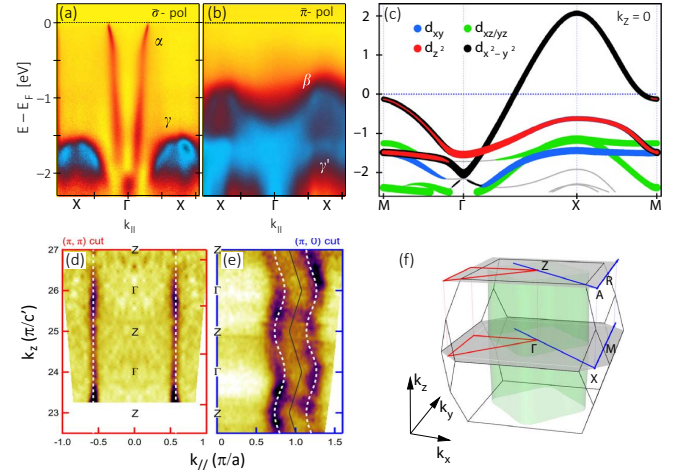 (a) σ̄ - pol
(b) π̄ - pol
(c) k_z = 0
E − E_F [eV]
0
-1
-2
α
γ
β
γ'
X Γ X
X Γ X
k_||
k_||
d_xy
d_z²
d_xz/yz
d_x²−y²
2
1
0
-1
-2
M Γ X M
(π, π) cut
(π, 0) cut
(d)
(e)
(f)
k_z (π/c')
27
26
25
24
23
Z
Γ
Z
Γ
Z
Z
Γ
Z
Γ
Z
-1.0 -0.5 0 0.5 1
0 0.5 1.0 1.5
k_// (π/a)
Z
R
A
Γ
M
X
k_z
k_y
k_x